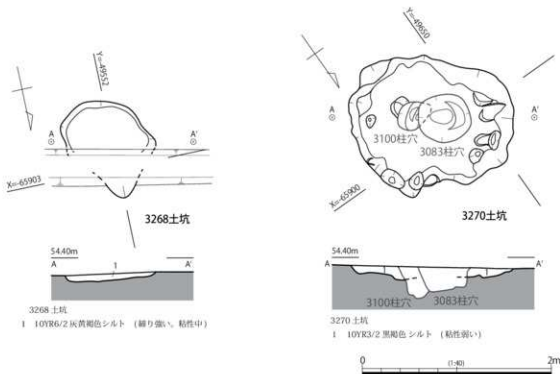 Y=-49552
A
A'
X=-65903
3268土坑
54.40m
A
1
A'
3268 土坑
1 10YR6/2 灰黄褐色シルト (締り強い、粘性中)
Y=-49650
A
A'
3100柱穴
3083柱穴
X=-65900
3270土坑
54.40m
A
A'
3100柱穴
3083柱穴
3270 土坑
1 10YR3/2 黒褐色 シルト (粘性弱い)
0
(1:40)
2m